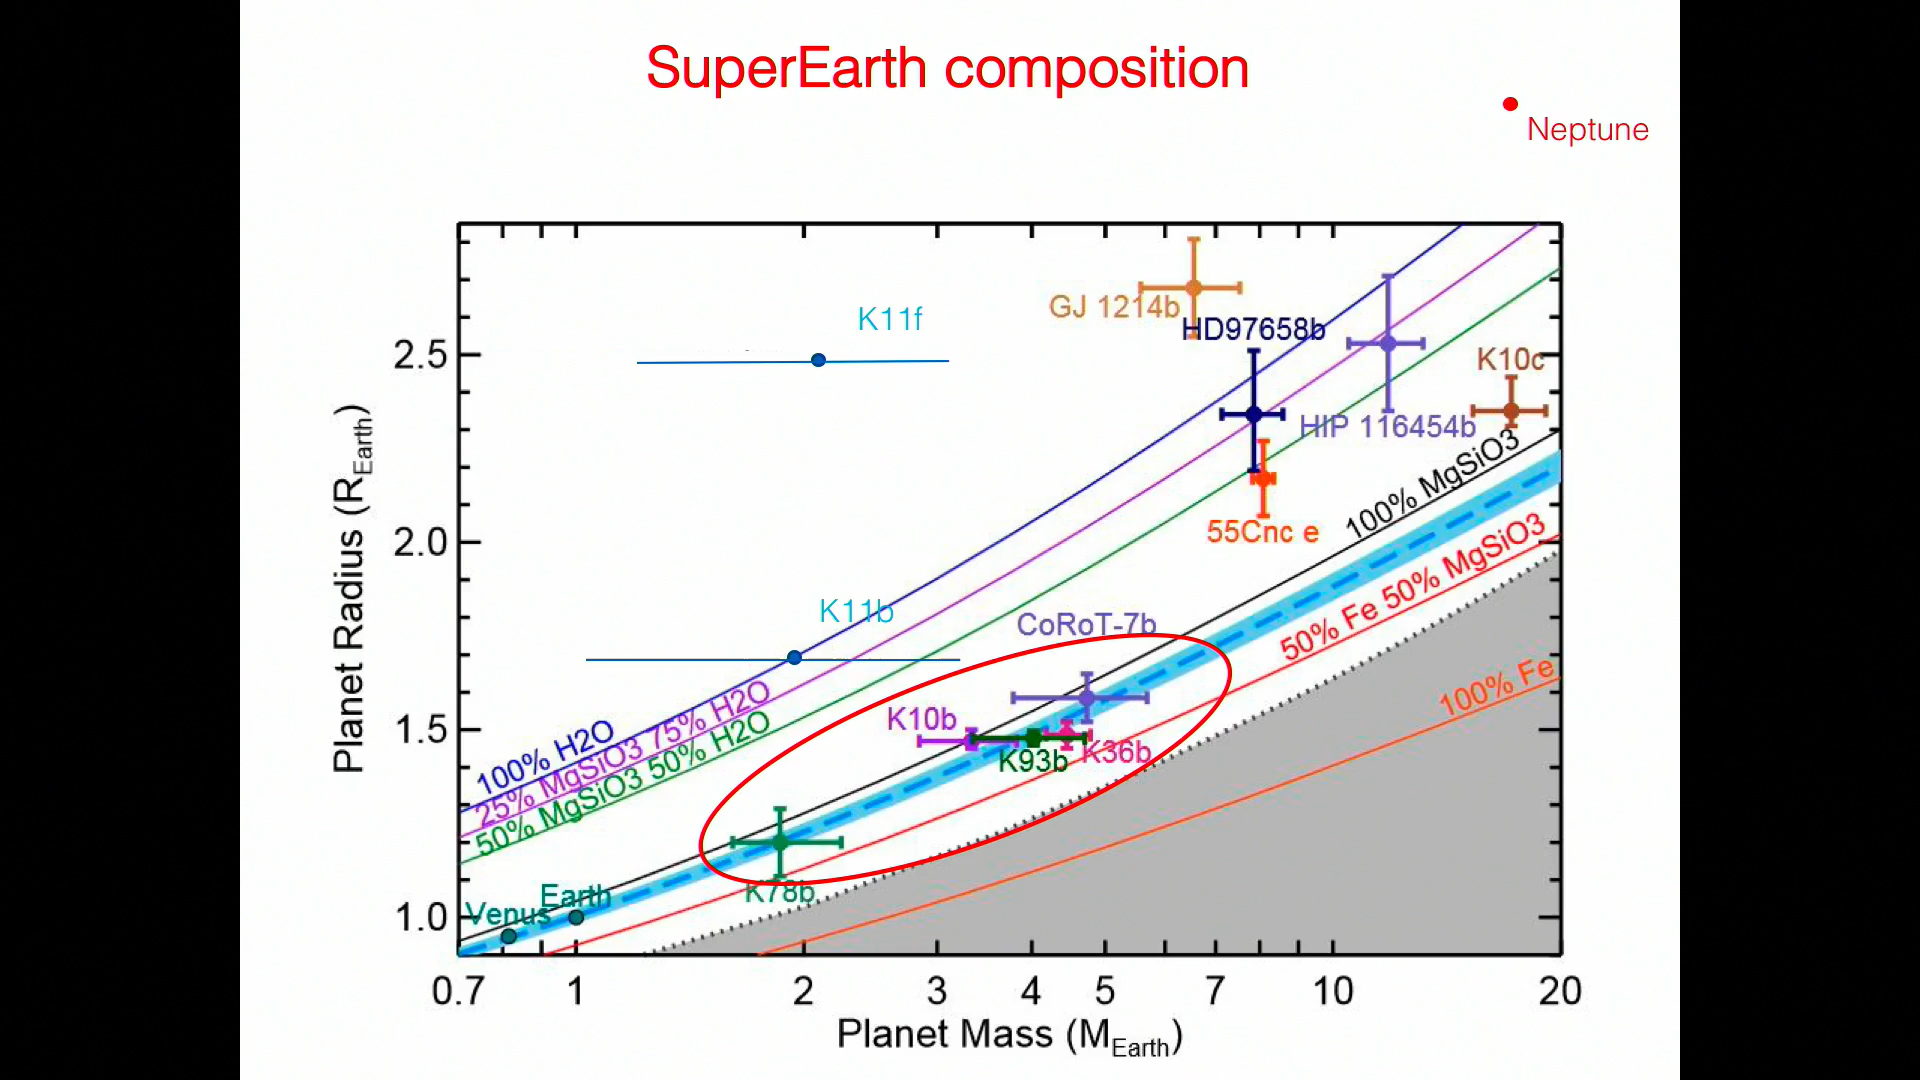 SuperEarth composition
Neptune
K11f
GJ 1214b
HD97658b
K10c
HIP 116454b
100% MgSiO3
55Cnc e
50% Fe 50% MgSiO3
100% Fe
K11b
CoRoT-7b
100% H2O
25% MgSiO3 75% H2O
50% MgSiO3 50% H2O
K10b
K93b
K36b
K78b
Earth
Venus
2.5
2.0
1.5
1.0
Planet Radius (REarth)
0.7 1 2 3 4 5 7 10 20
Planet Mass (MEarth)